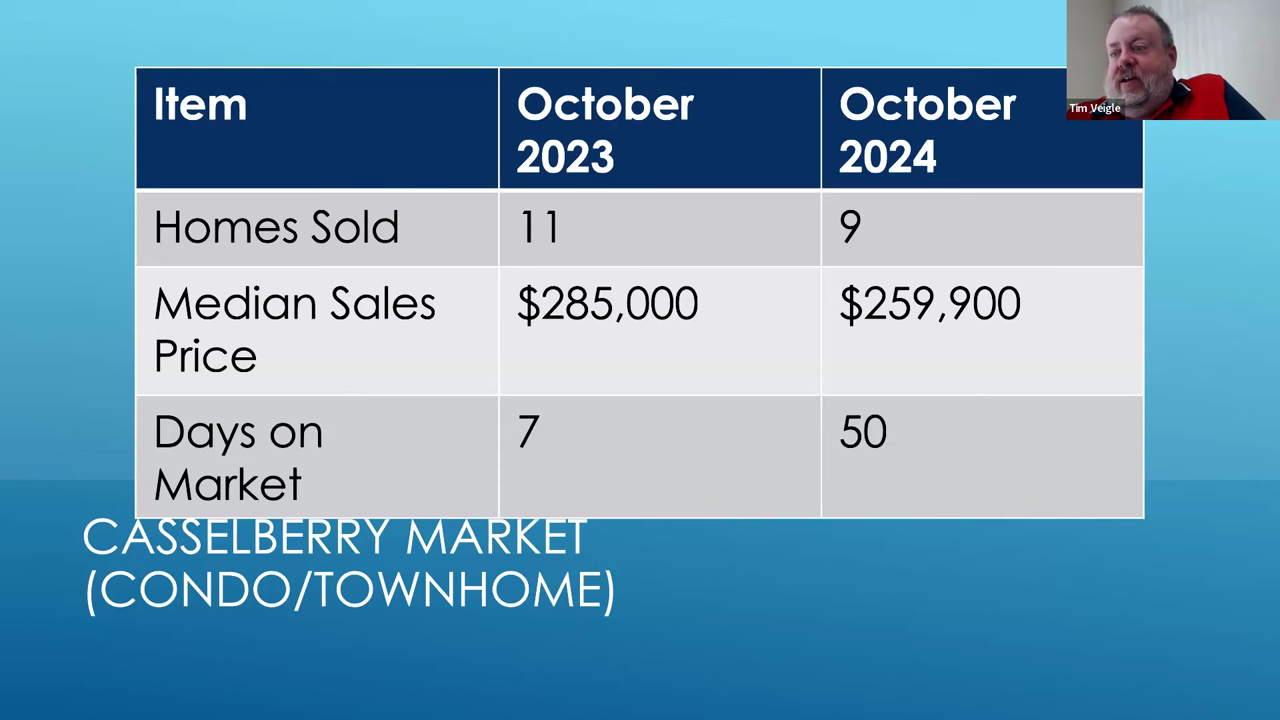 Item October 2023 October 2024
Homes Sold 11 9
Median Sales Price $285,000 $259,900
Days on Market 7 50
CASSELBERRY MARKET
(CONDO/TOWNHOME)
Tim Veigle